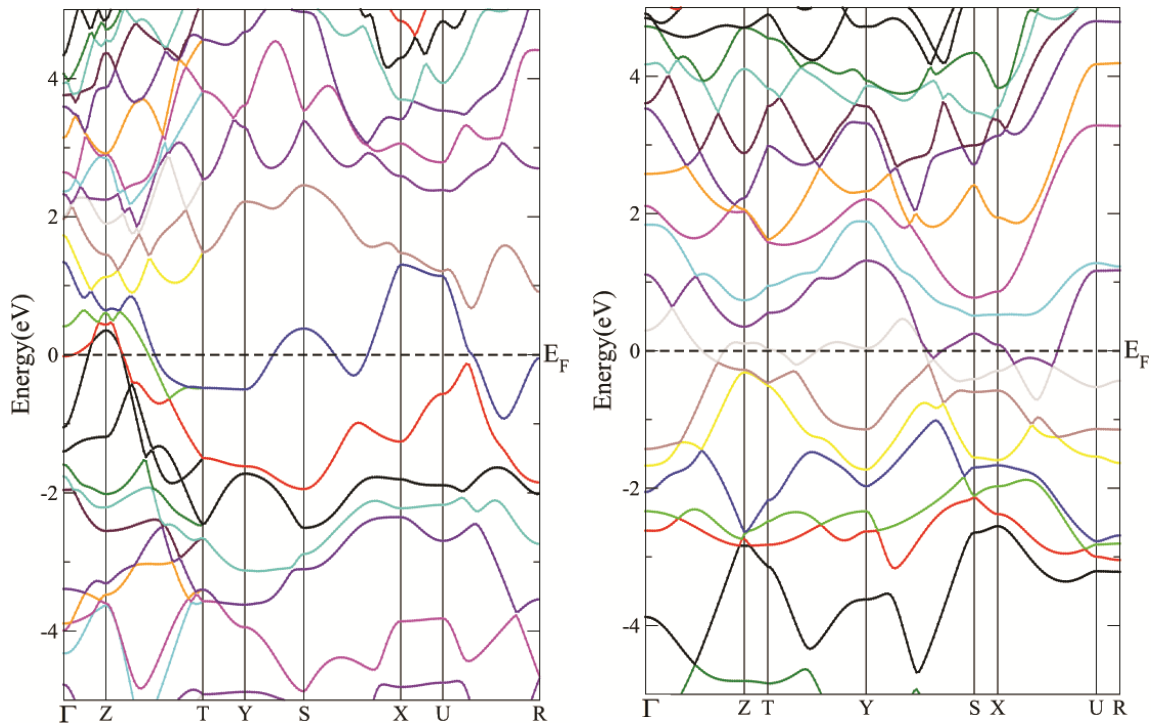 4
2
0
-2
-4
Energy(eV)
E_F
Γ Z T Y S X U R
4
2
0
-2
-4
Energy(eV)
E_F
Γ Z T Y S X U R